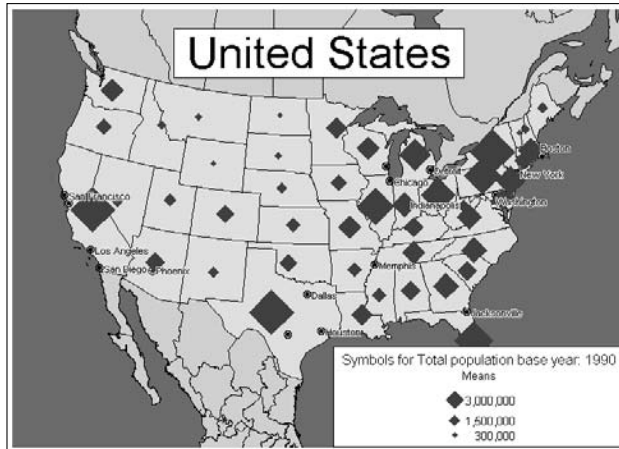 United States
Boston
Detroit
Chicago
New York
San Francisco
Indianapolis
Washington
Los Angeles
San Diego
Phoenix
Memphis
Dallas
Jacksonville
Houston
Symbols for Total population base year: 1990
Means
3,000,000
1,500,000
300,000